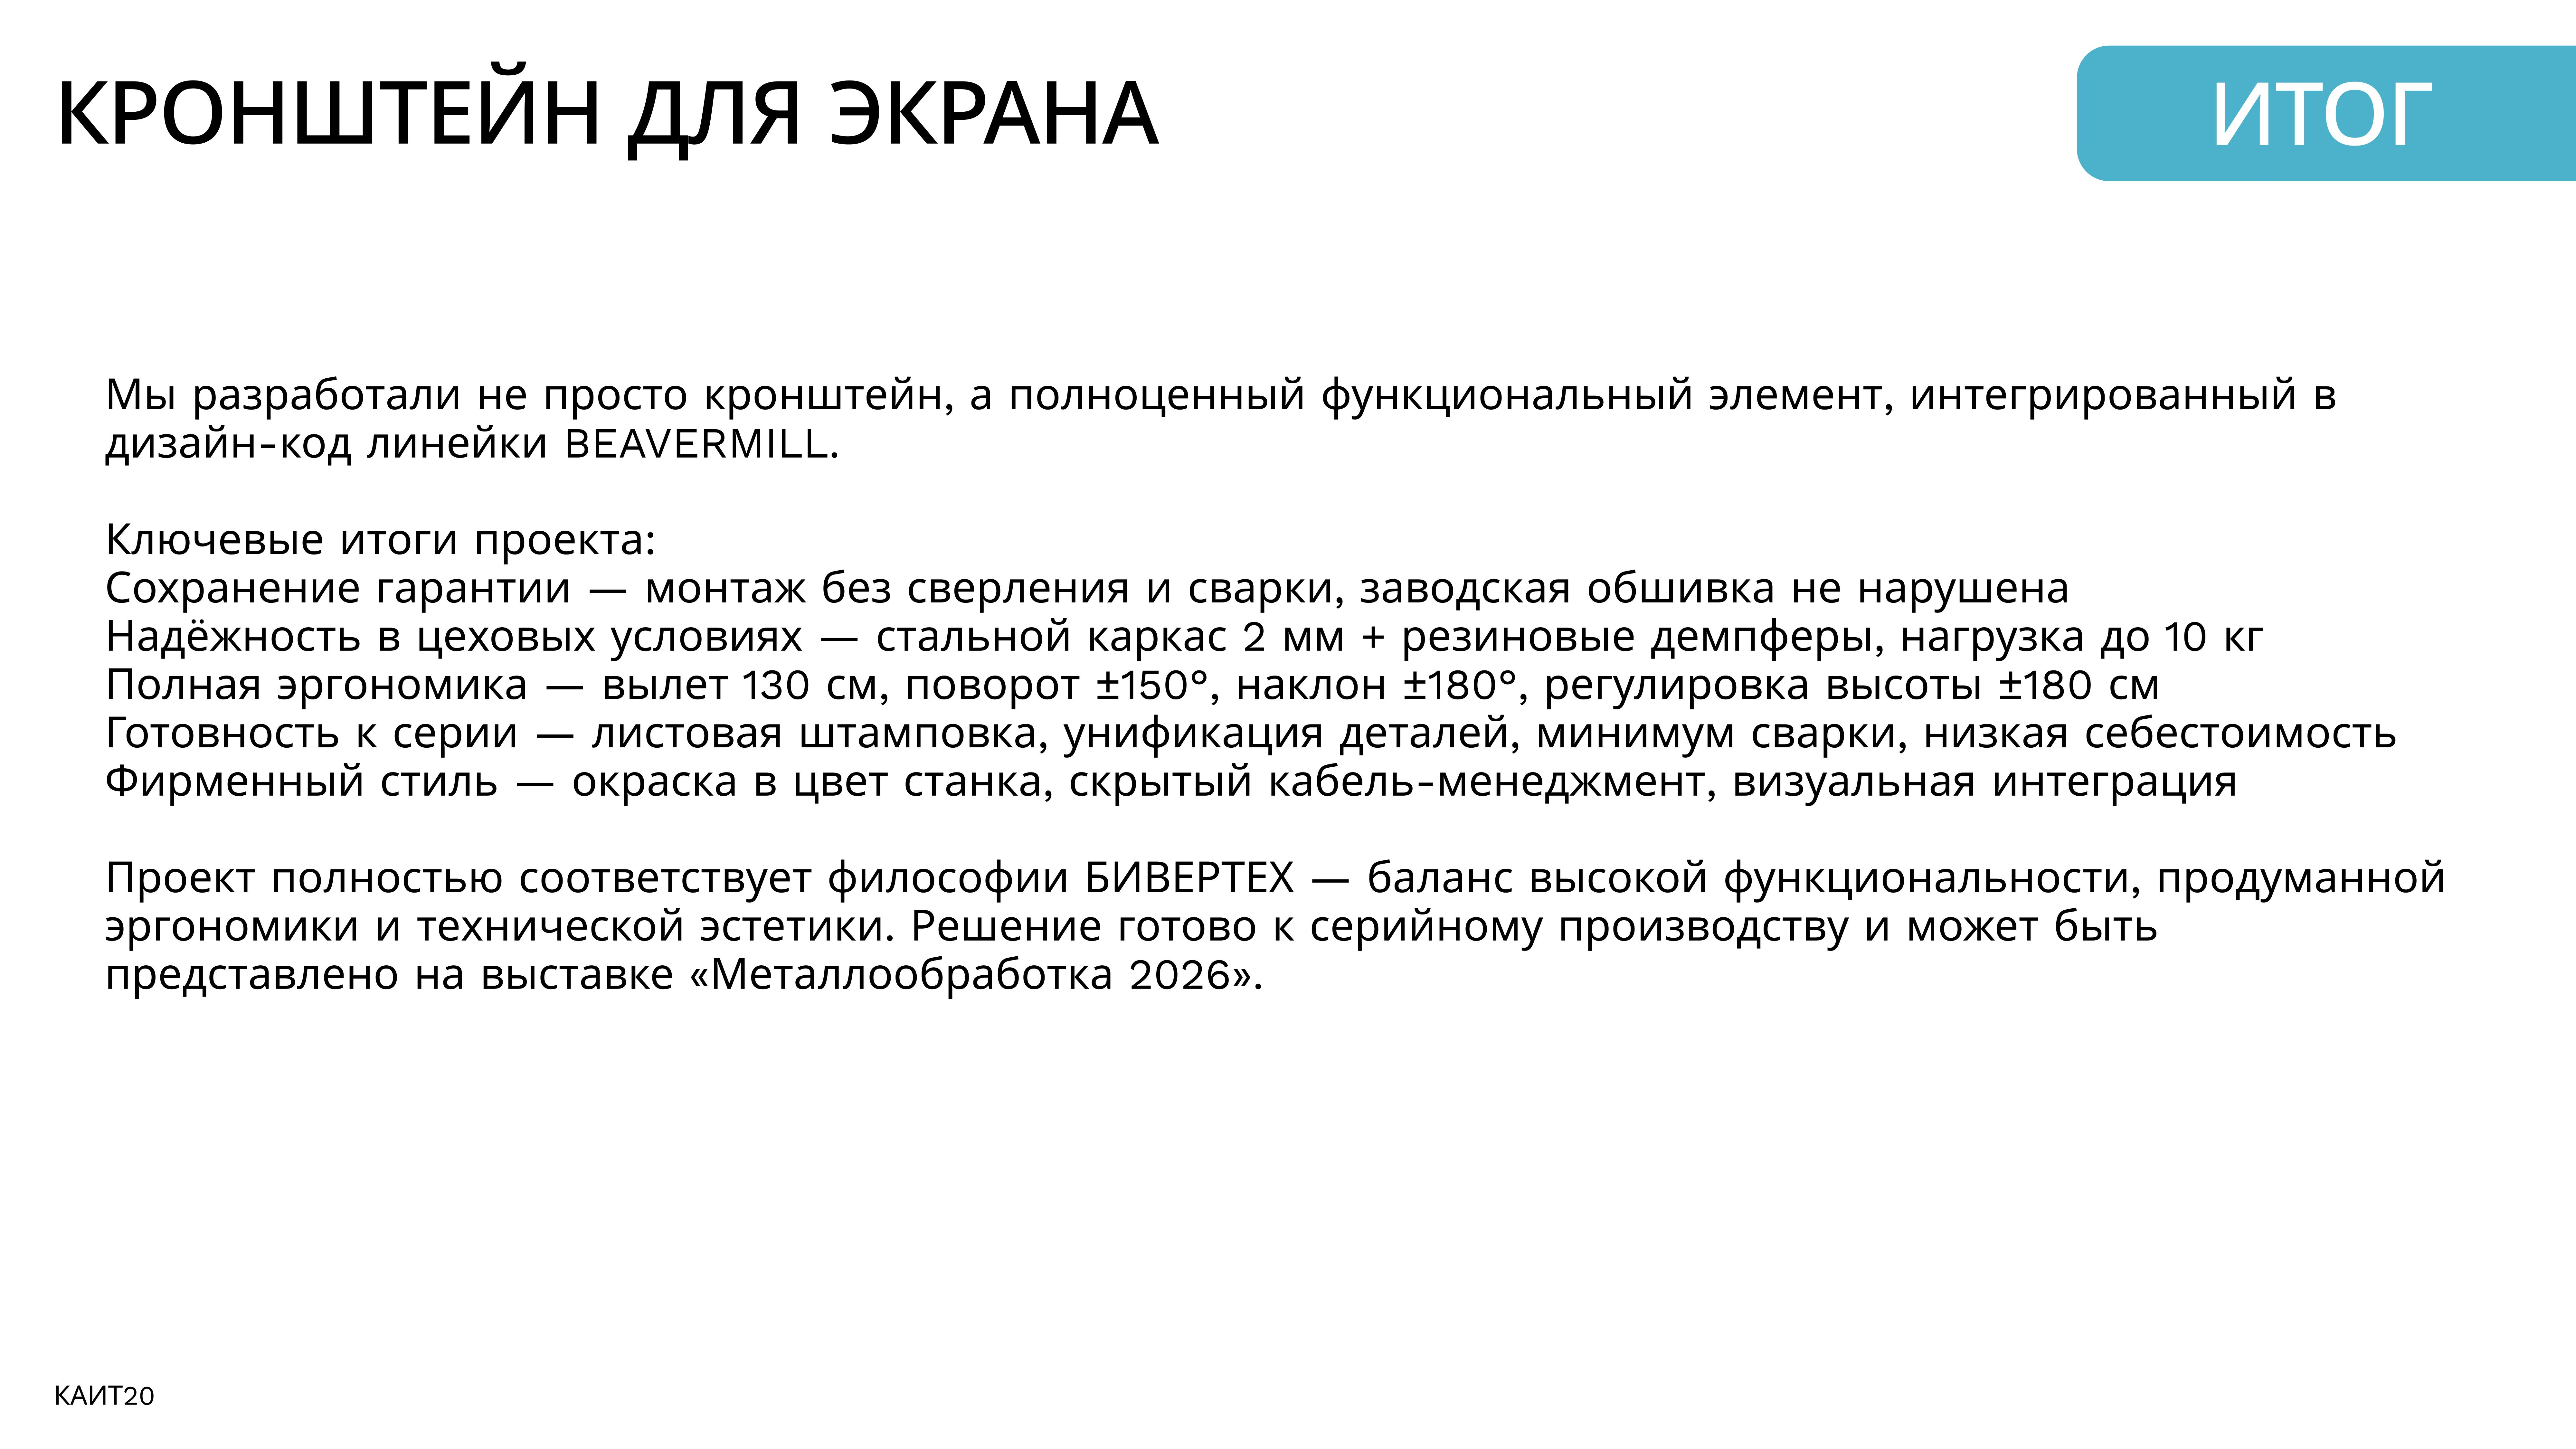 КРОНШТЕЙН ДЛЯ ЭКРАНА
ИТОГ
Мы разработали не просто кронштейн, а полноценный функциональный элемент, интегрированный в
дизайн-код линейки BEAVERMILL.
Ключевые итоги проекта:
Сохранение гарантии — монтаж без сверления и сварки, заводская обшивка не нарушена
Надёжность в цеховых условиях — стальной каркас 2 мм + резиновые демпферы, нагрузка до 10 кг
Полная эргономика — вылет 130 см, поворот ±150°, наклон ±180°, регулировка высоты ±180 см
Готовность к серии — листовая штамповка, унификация деталей, минимум сварки, низкая себестоимость
Фирменный стиль — окраска в цвет станка, скрытый кабель-менеджмент, визуальная интеграция
Проект полностью соответствует философии БИВЕРТЕХ — баланс высокой функциональности, продуманной
эргономики и технической эстетики. Решение готово к серийному производству и может быть
представлено на выставке «Металлообработка 2026».
КАИТ20